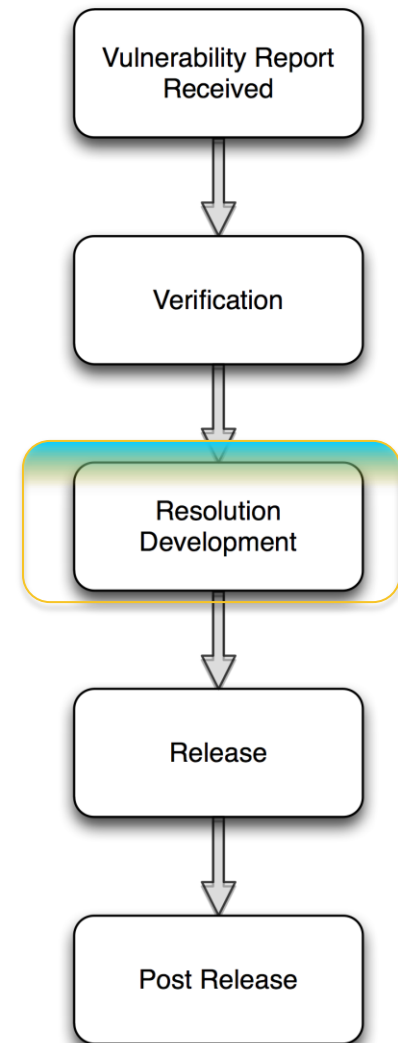 Vulnerability Report
Received
Verification
Resolution
Development
Release
Post Release